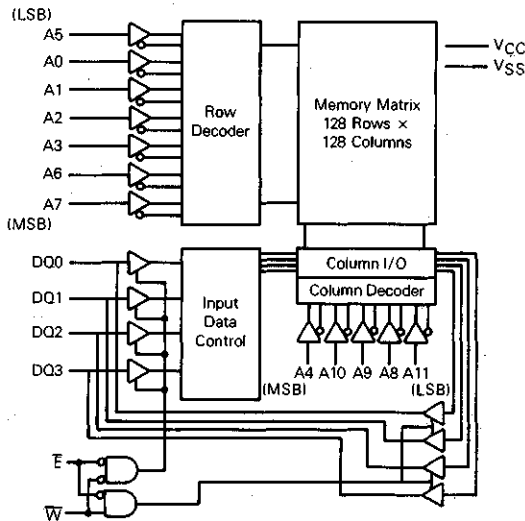 (LSB)
A5
A0
A1
A2
A3
A6
A7
(MSB)
Row
Decoder
Memory Matrix
128 Rows ×
128 Columns
VCC
VSS
DQ0
DQ1
DQ2
DQ3
Input
Data
Control
Column I/O
Column Decoder
A4 A10 A9 A8 A11
(MSB) (LSB)
E̅
W̅